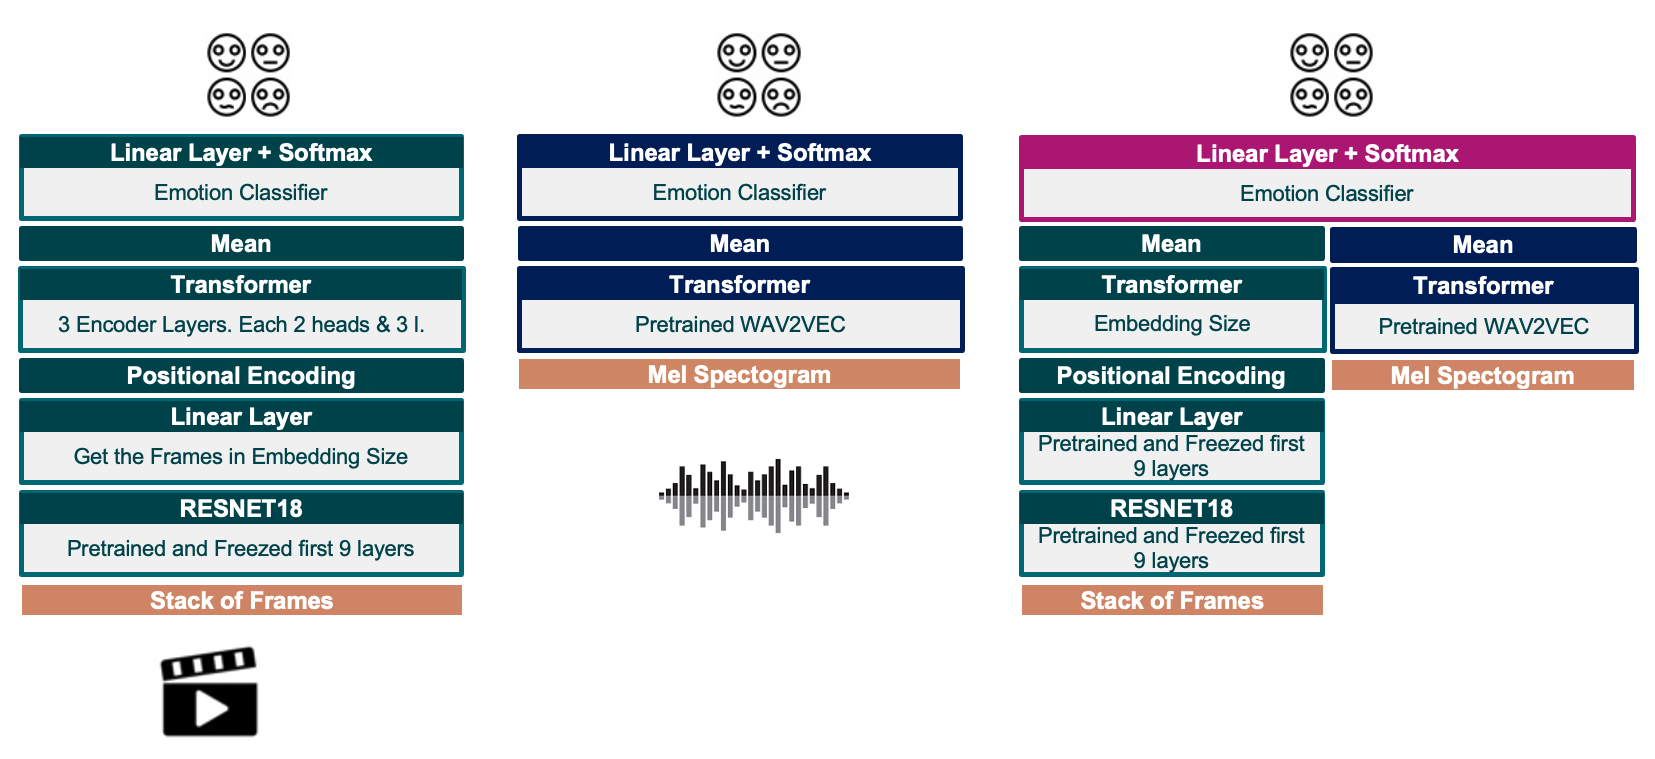 Linear Layer + Softmax
Emotion Classifier
Mean
Transformer
3 Encoder Layers. Each 2 heads & 3 l.
Positional Encoding
Linear Layer
Get the Frames in Embedding Size
RESNET18
Pretrained and Freezed first 9 layers
Stack of Frames
Linear Layer + Softmax
Emotion Classifier
Mean
Transformer
Pretrained WAV2VEC
Mel Spectogram
Linear Layer + Softmax
Emotion Classifier
Mean
Transformer
Embedding Size
Positional Encoding
Linear Layer
Pretrained and Freezed first
9 layers
RESNET18
Pretrained and Freezed first
9 layers
Stack of Frames
Mean
Transformer
Pretrained WAV2VEC
Mel Spectogram